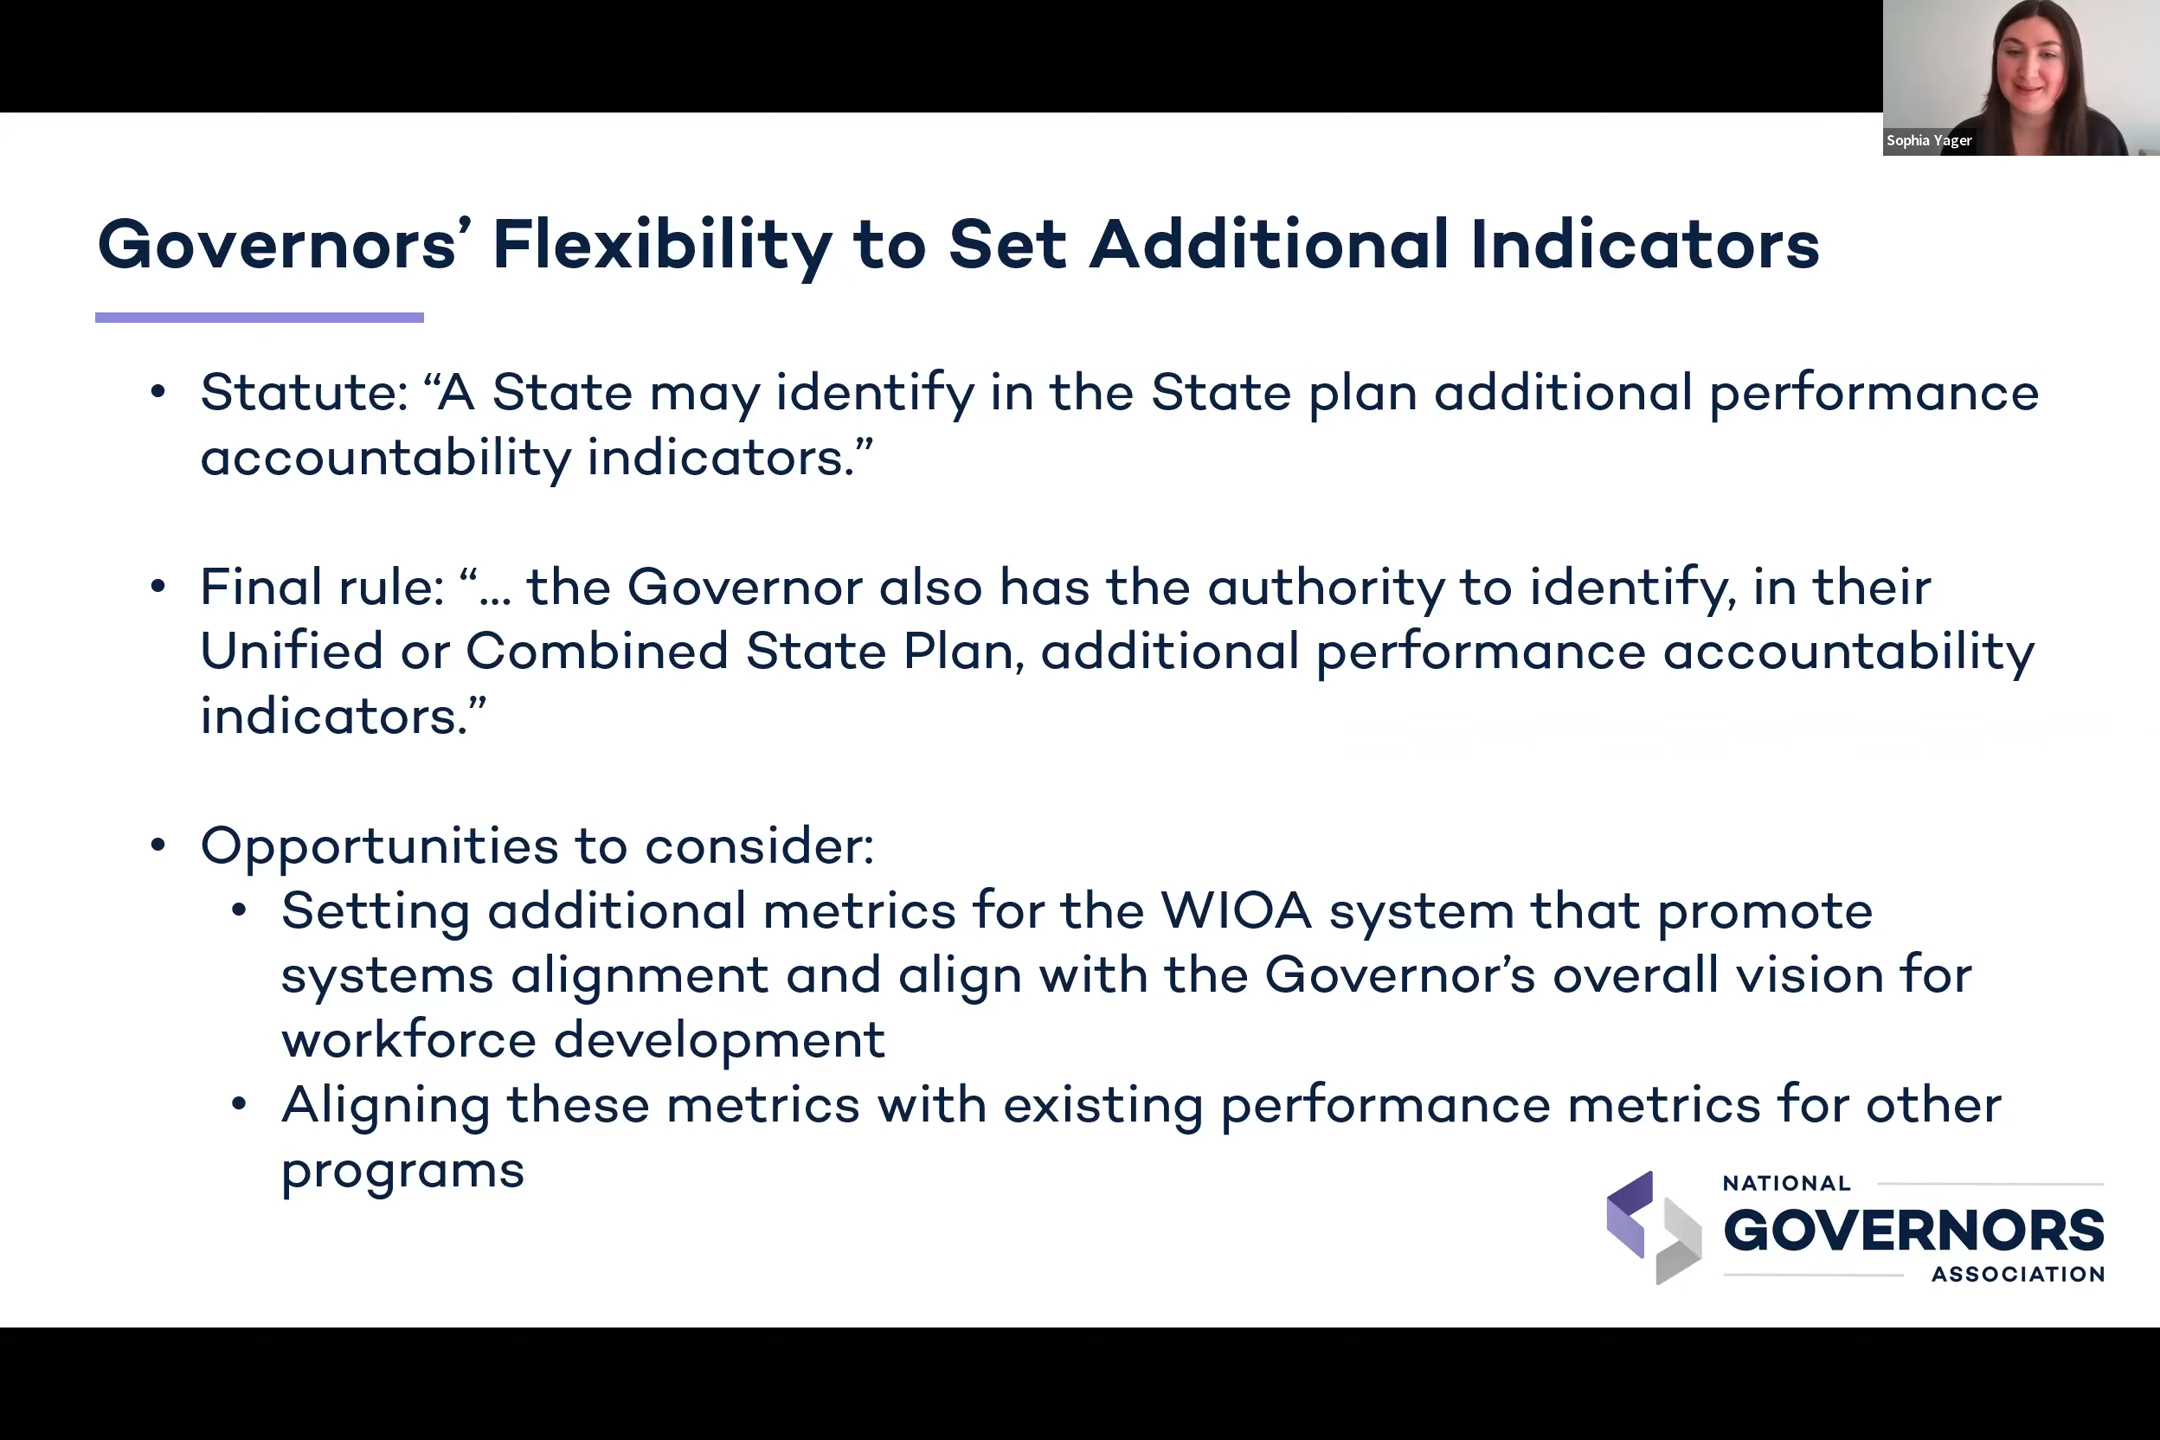 Sophia Yager
Governors’ Flexibility to Set Additional Indicators
• Statute: “A State may identify in the State plan additional performance
accountability indicators.”
• Final rule: “... the Governor also has the authority to identify, in their
Unified or Combined State Plan, additional performance accountability
indicators.”
• Opportunities to consider:
• Setting additional metrics for the WIOA system that promote
systems alignment and align with the Governor’s overall vision for
workforce development
• Aligning these metrics with existing performance metrics for other
programs
NATIONAL
GOVERNORS
ASSOCIATION